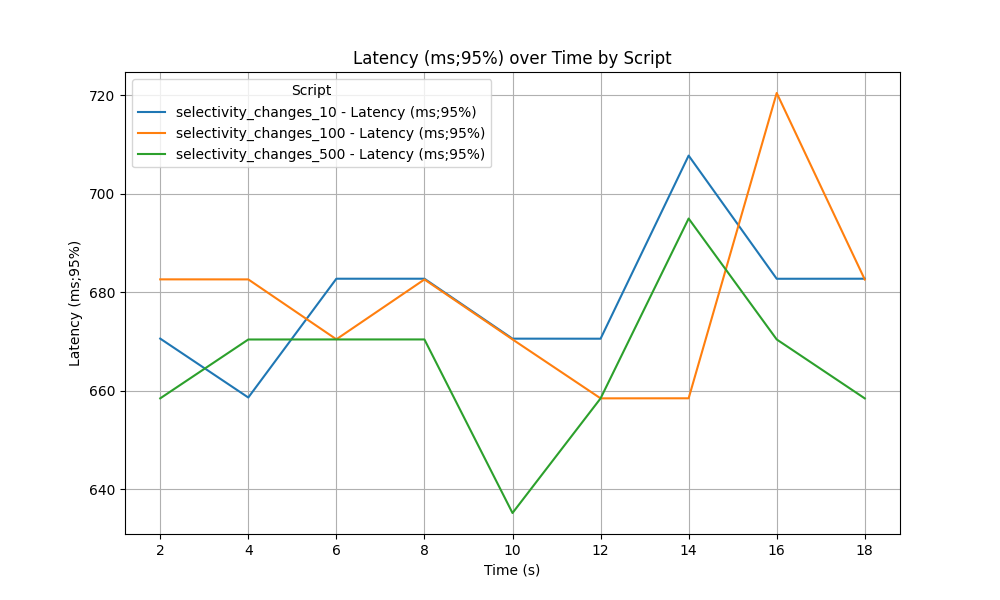 Latency (ms;95%) over Time by Script
Script
selectivity_changes_10 - Latency (ms;95%)
selectivity_changes_100 - Latency (ms;95%)
selectivity_changes_500 - Latency (ms;95%)
Latency (ms;95%)
720
700
680
660
640
2 4 6 8 10 12 14 16 18
Time (s)